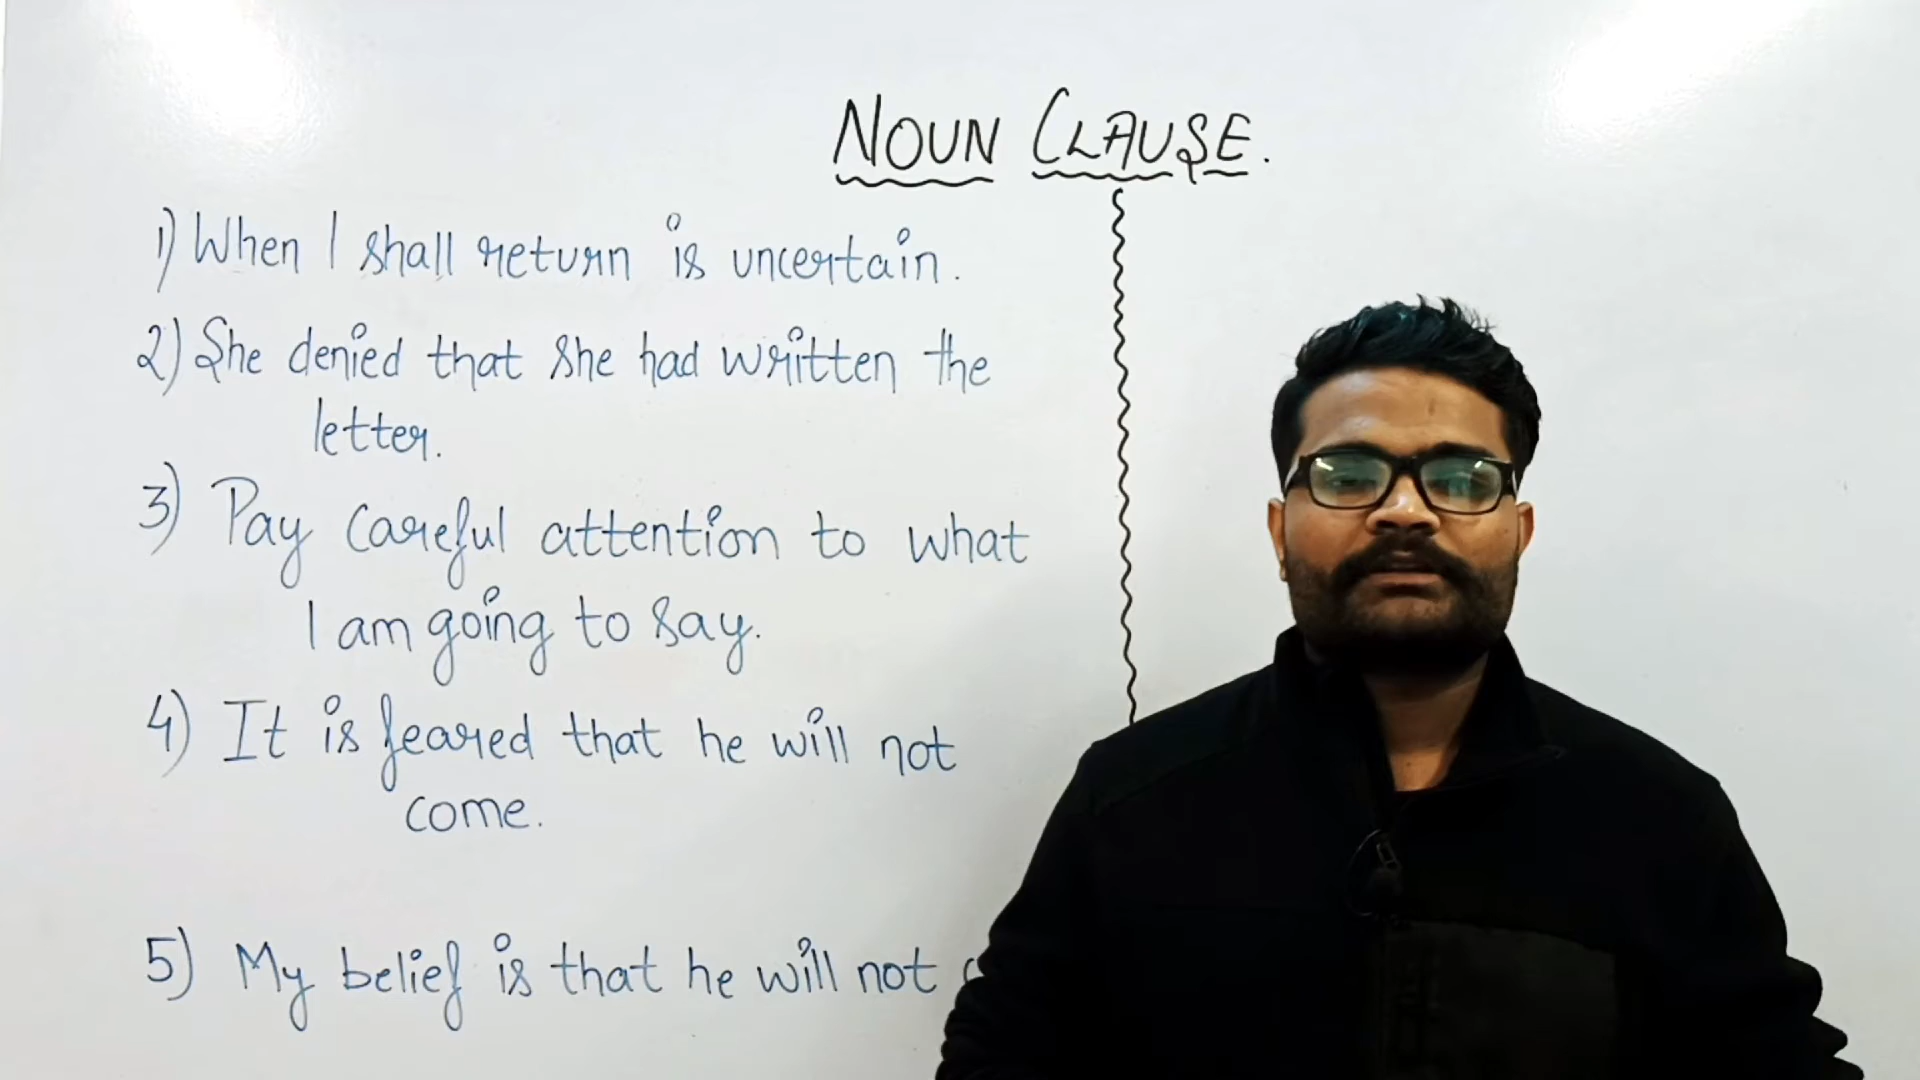 NOUN CLAUSE.
1) When I shall return is uncertain.
2) She denied that she had written the
letter.
3) Pay careful attention to what
I am going to say.
4) It is feared that he will not
come.
5) My belief is that he will not